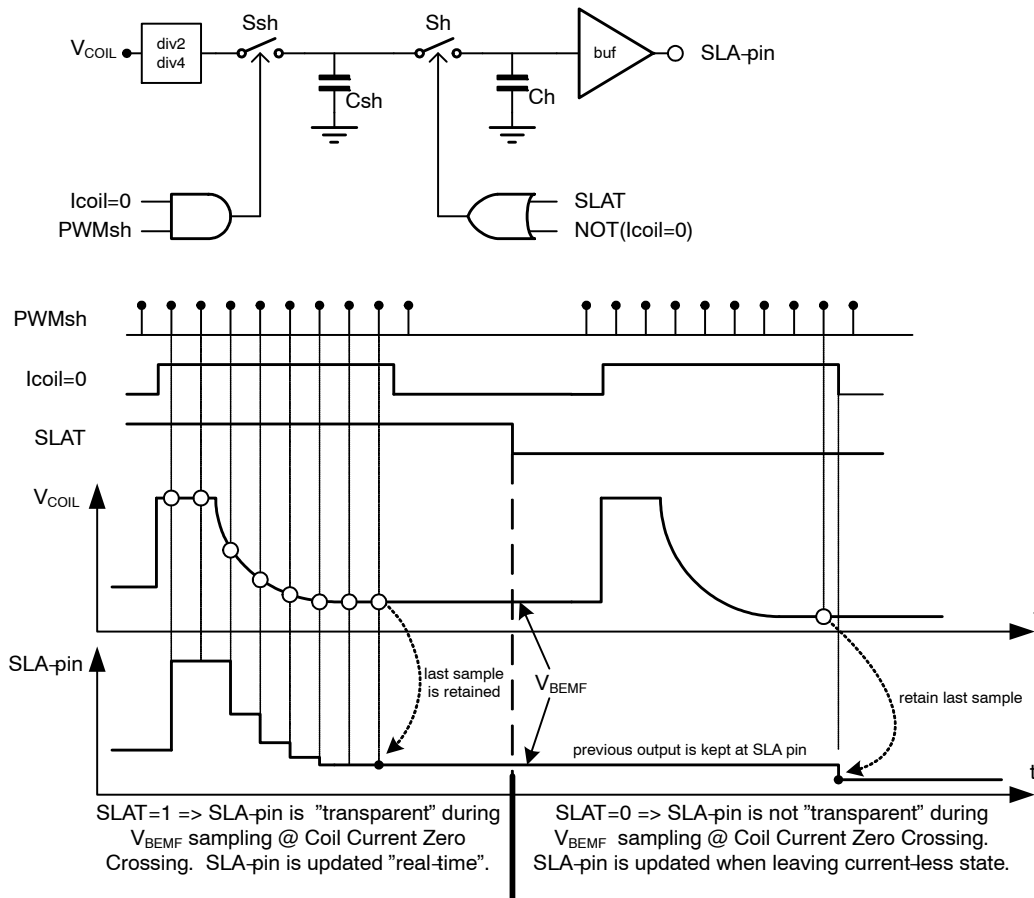 Ssh
Sh
VCOIL
div2
div4
buf
SLA-pin
Csh
Ch
Icoil=0
PWMsh
SLAT
NOT(Icoil=0)
PWMsh
Icoil=0
SLAT
VCOIL
t
SLA-pin
last sample
is retained
VBEMF
retain last sample
previous output is kept at SLA pin
t
SLAT=1 => SLA-pin is "transparent" during
VBEMF sampling @ Coil Current Zero
Crossing. SLA-pin is updated "real-time".
SLAT=0 => SLA-pin is not "transparent" during
VBEMF sampling @ Coil Current Zero Crossing.
SLA-pin is updated when leaving current-less state.